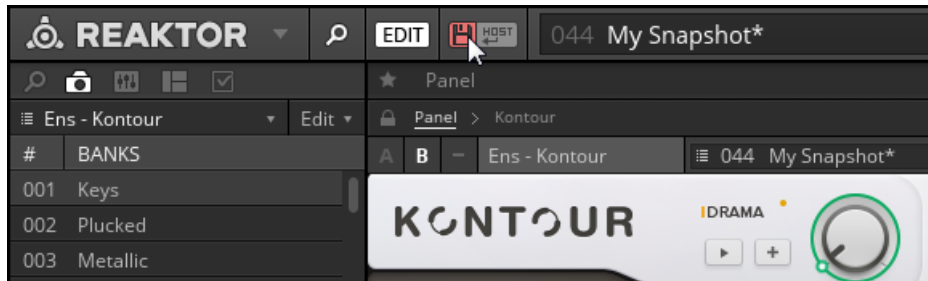 REAKTOR EDIT HOST 044 My Snapshot*
Panel
Ens - Kontour Edit Panel > Kontour
# BANKS A B – Ens - Kontour 044 My Snapshot*
001 Keys
002 Plucked
003 Metallic
KONTOUR DRAMA